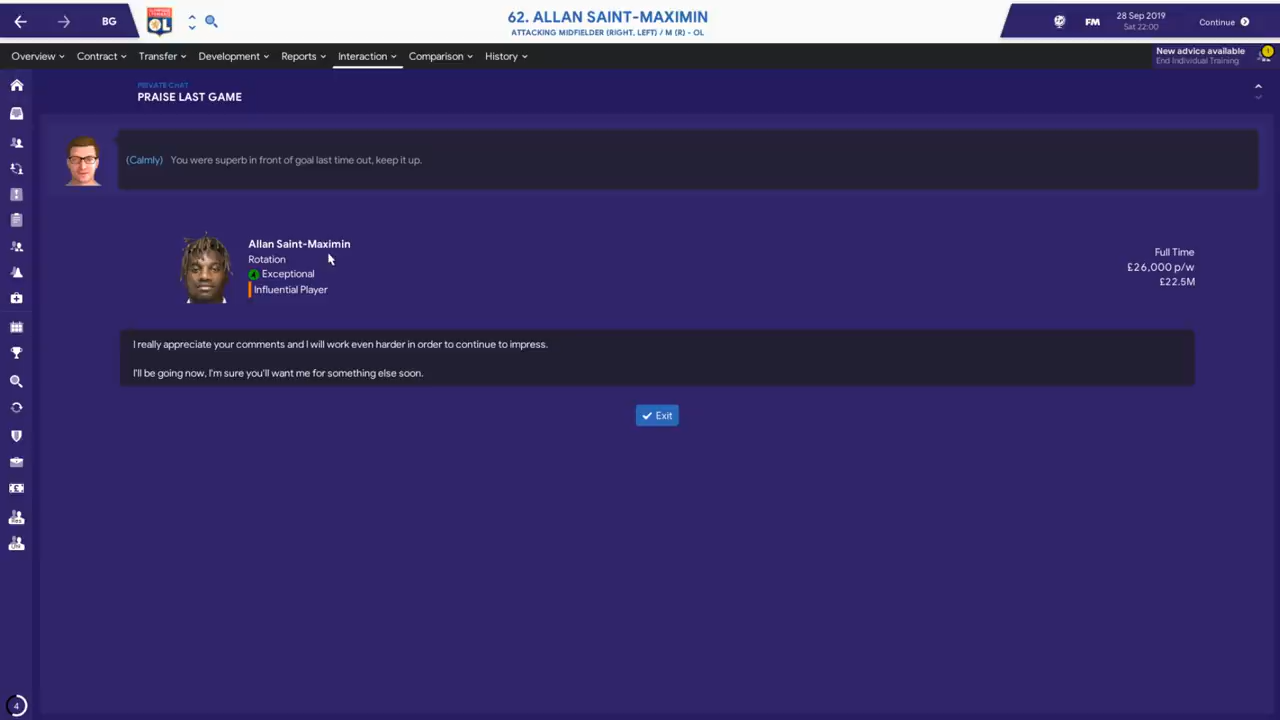 BG
62. ALLAN SAINT-MAXIMIN
ATTACKING MIDFIELDER (RIGHT, LEFT) / M (R) - OL
FM
28 Sep 2019
Sat 22:00
Continue
Overview
Contract
Transfer
Development
Reports
Interaction
Comparison
History
New advice available
End Individual Training
1
PRIVATE CHAT
PRAISE LAST GAME
(Calmly) You were superb in front of goal last time out, keep it up.
Allan Saint-Maximin
Rotation
Exceptional
Influential Player
Full Time
£26,000 p/w
£22.5M
I really appreciate your comments and I will work even harder in order to continue to impress.
I'll be going now, I'm sure you'll want me for something else soon.
Exit
4